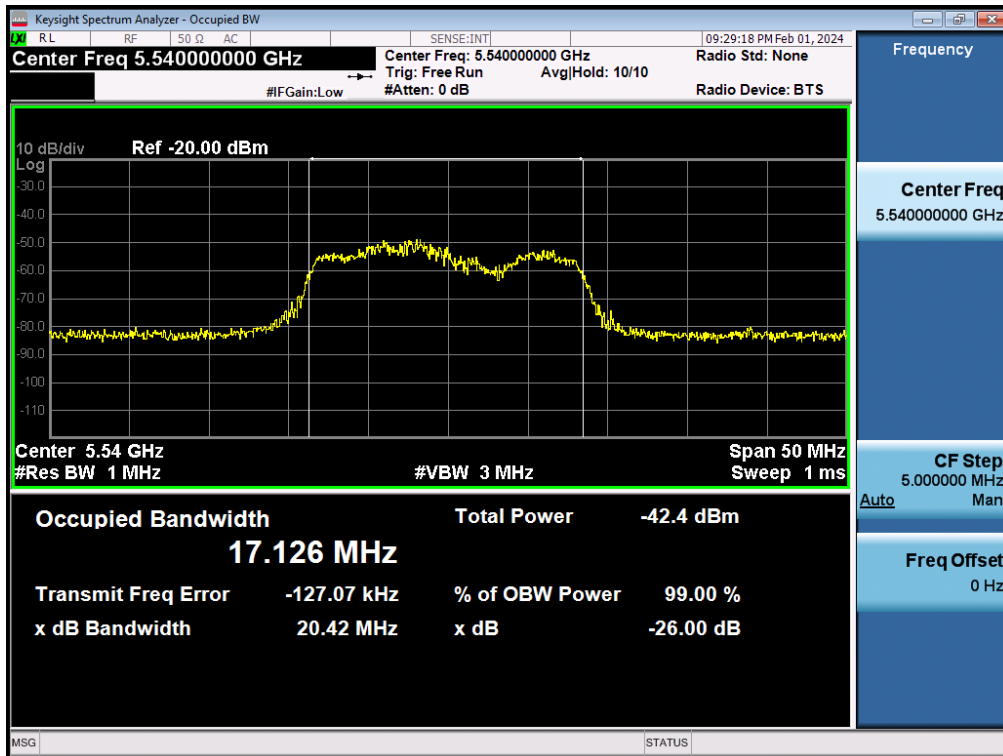 Keysight Spectrum Analyzer - Occupied BW
LXI RL RF 50 Ω AC SENSE:INT 09:29:18 PM Feb 01, 2024
Center Freq 5.540000000 GHz
Center Freq: 5.540000000 GHz Radio Std: None
Trig: Free Run Avg|Hold: 10/10
#IFGain:Low #Atten: 0 dB Radio Device: BTS
10 dB/div Ref -20.00 dBm
Log
-30.0
-40.0
-50.0
-60.0
-70.0
-80.0
-90.0
-100
-110
Center 5.54 GHz Span 50 MHz
#Res BW 1 MHz #VBW 3 MHz Sweep 1 ms
Occupied Bandwidth Total Power -42.4 dBm
17.126 MHz
Transmit Freq Error -127.07 kHz % of OBW Power 99.00 %
x dB Bandwidth 20.42 MHz x dB -26.00 dB
Frequency
Center Freq
5.540000000 GHz
CF Step
5.000000 MHz
Auto Man
Freq Offset
0 Hz
MSG STATUS